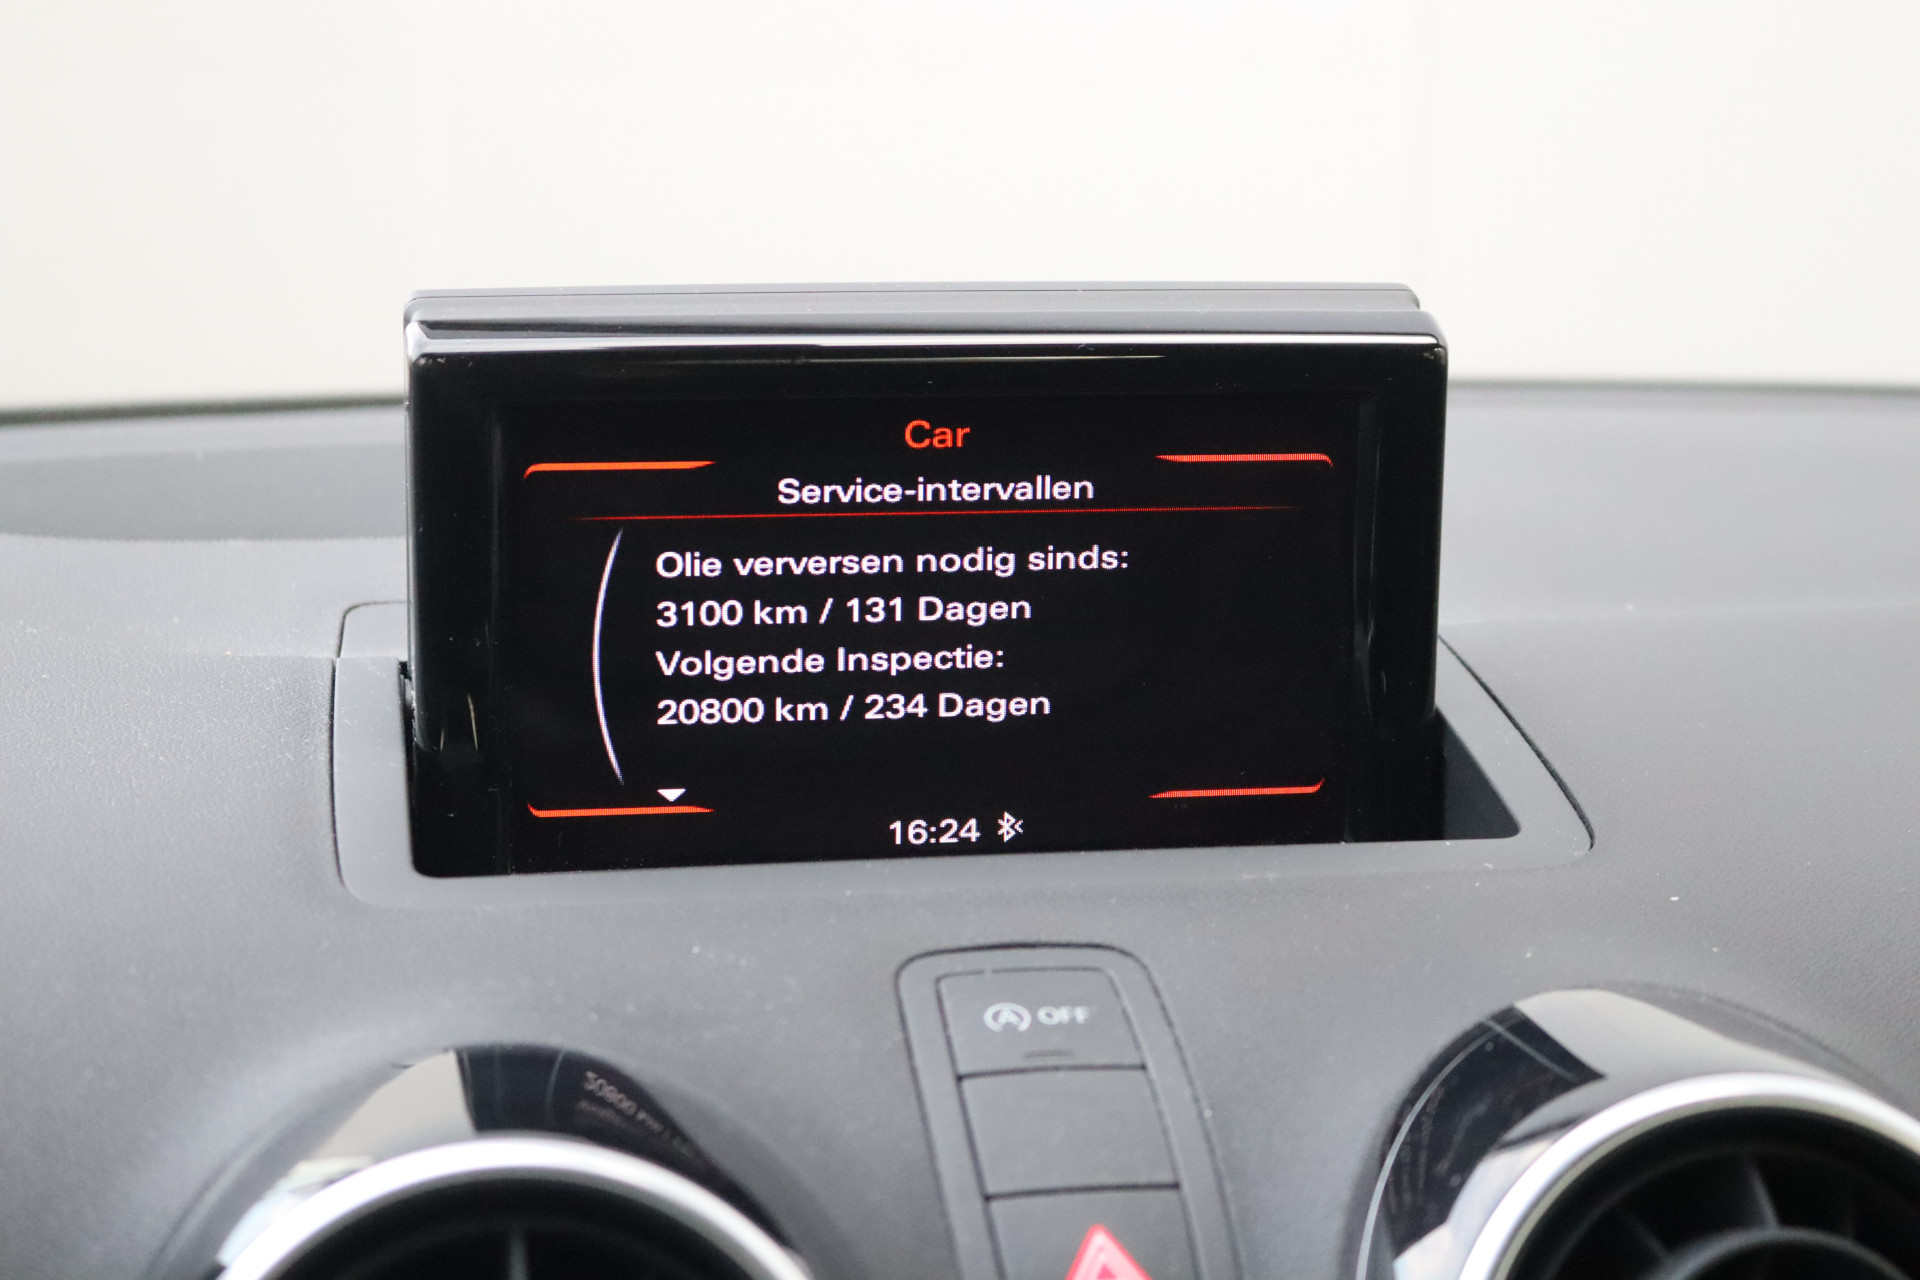 Car
Service-intervallen
Olie verversen nodig sinds:
3100 km / 131 Dagen
Volgende Inspectie:
20800 km / 234 Dagen
16:24
A OFF